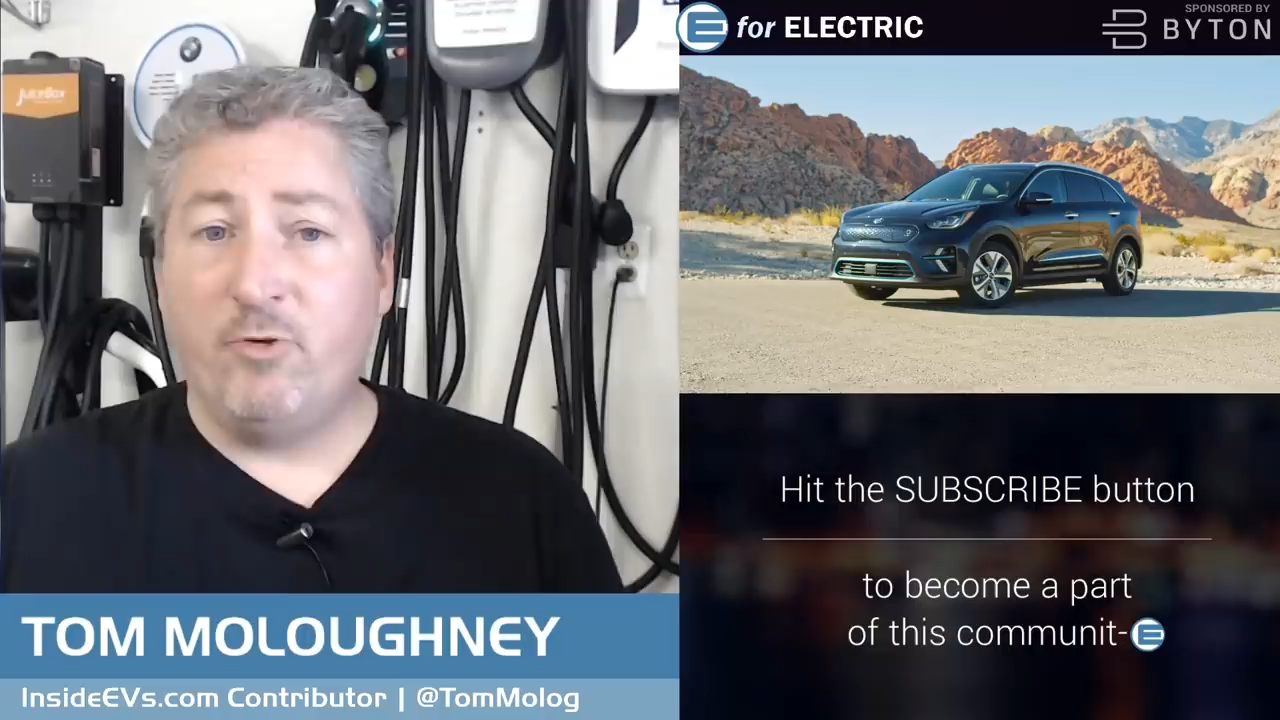 JuiceBox
E for ELECTRIC
SPONSORED BY
BYTON
Hit the SUBSCRIBE button
to become a part
of this communit-E
TOM MOLOUGHNEY
InsideEVs.com Contributor | @TomMolog